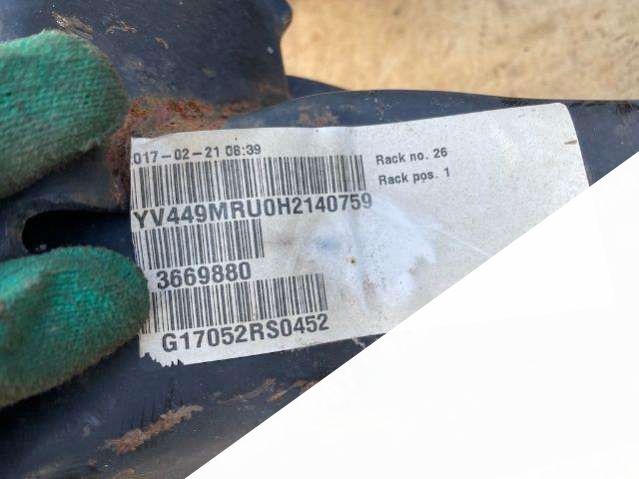 017-02-21 08:39
Rack no. 26
Rack pos. 1
YV449MRU0H2140759
3669880
G17052RS0452